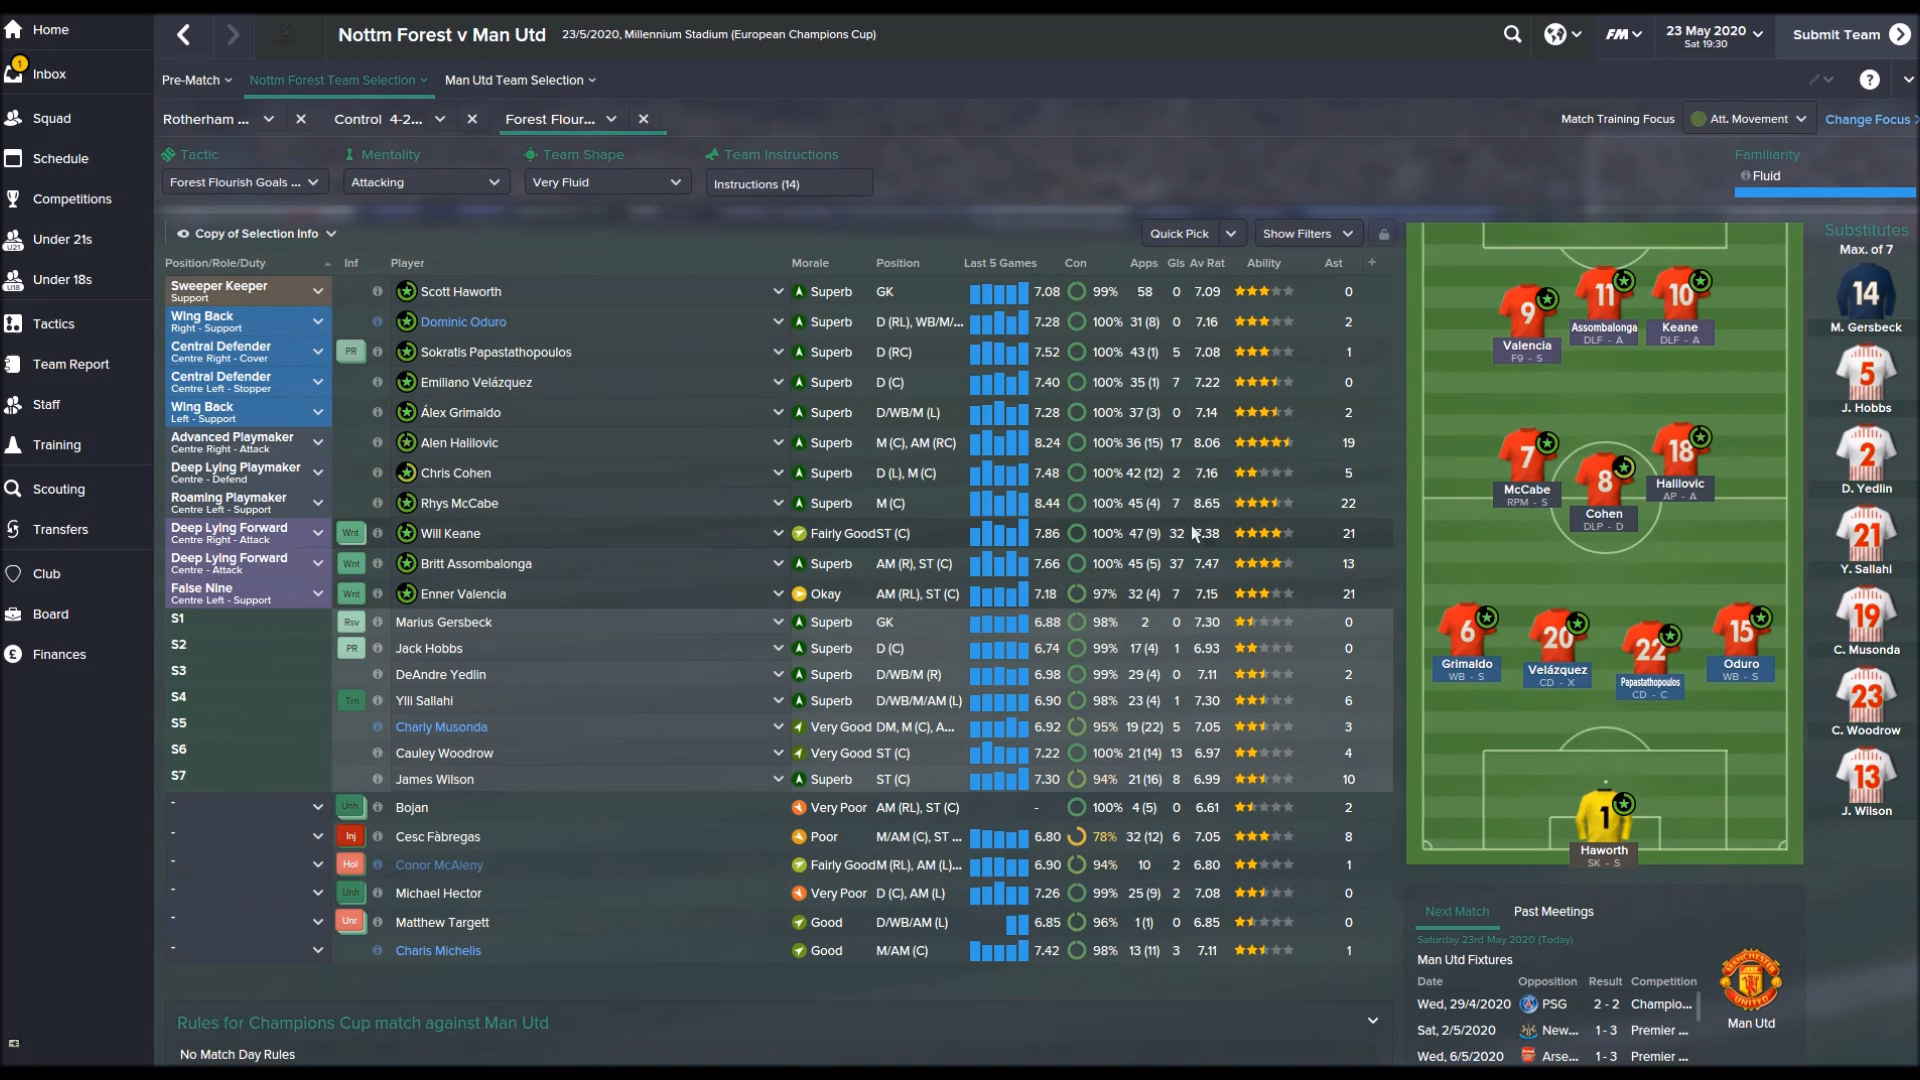 Home
Nottm Forest v Man Utd 23/5/2020, Millennium Stadium (European Champions Cup)
FM 23 May 2020 Sat 19:30 Submit Team
1
Inbox
Pre-Match Nottm Forest Team Selection Man Utd Team Selection ?
Squad
Rotherham ... Control 4-2... Forest Flour... Match Training Focus Att. Movement Change Focus
Schedule
Tactic Mentality Team Shape Team Instructions Familiarity
Forest Flourish Goals ... Attacking Very Fluid Instructions (14) Fluid
Competitions
Under 21s
Under 18s
Tactics
Team Report
Staff
Training
Scouting
Transfers
Club
Board
Finances
Copy of Selection Info Quick Pick Show Filters
Position/Role/Duty Inf Player Morale Position Last 5 Games Con Apps Gls Av Rat Ability Ast +
Sweeper Keeper Support Scott Haworth Superb GK 7.08 99% 58 0 7.09 0
Wing Back Right - Support Dominic Oduro Superb D (RL), WB/M/... 7.28 100% 31 (8) 0 7.16 2
Central Defender Centre Right - Cover PR Sokratis Papastathopoulos Superb D (RC) 7.52 100% 43 (1) 5 7.08 1
Central Defender Centre Left - Stopper Emiliano Velázquez Superb D (C) 7.40 100% 35 (1) 7 7.22 0
Wing Back Left - Support Álex Grimaldo Superb D/WB/M (L) 7.28 100% 37 (3) 0 7.14 2
Advanced Playmaker Centre Right - Attack Alen Halilovic Superb M (C), AM (RC) 8.24 100% 36 (15) 17 8.06 19
Deep Lying Playmaker Centre - Defend Chris Cohen Superb D (L), M (C) 7.48 100% 42 (12) 2 7.16 5
Roaming Playmaker Centre Left - Support Rhys McCabe Superb M (C) 8.44 100% 45 (4) 7 8.65 22
Deep Lying Forward Centre Right - Attack Wnt Will Keane Fairly Good ST (C) 7.86 100% 47 (9) 32 .38 21
Deep Lying Forward Centre - Attack Wnt Britt Assombalonga Superb AM (R), ST (C) 7.66 100% 45 (5) 37 7.47 13
False Nine Centre Left - Support Wnt Enner Valencia Okay AM (RL), ST (C) 7.18 97% 32 (4) 7 7.15 21
S1 Rsv Marius Gersbeck Superb GK 6.88 98% 2 0 7.30 0
S2 PR Jack Hobbs Superb D (C) 6.74 99% 17 (4) 1 6.93 0
S3 DeAndre Yedlin Superb D/WB/M (R) 6.98 99% 29 (4) 0 7.11 2
S4 Trn Ylli Sallahi Superb D/WB/M/AM (L) 6.90 98% 23 (4) 1 7.30 6
S5 Charly Musonda Very Good DM, M (C), A... 6.92 95% 19 (22) 5 7.05 3
S6 Cauley Woodrow Very Good ST (C) 7.22 100% 21 (14) 13 6.97 4
S7 James Wilson Superb ST (C) 7.30 94% 21 (16) 8 6.99 10
- Unh Bojan Very Poor AM (RL), ST (C) - 100% 4 (5) 0 6.61 2
- Inj Cesc Fàbregas Poor M/AM (C), ST ... 6.80 78% 32 (12) 6 7.05 8
- Hol Conor McAleny Fairly Good M (RL), AM (L)... 6.90 94% 10 2 6.80 1
- Unh Michael Hector Very Poor D (C), AM (L) 7.26 99% 25 (9) 2 7.08 0
- Unr Matthew Targett Good D/WB/AM (L) 6.85 96% 1 (1) 0 6.85 0
- Charis Michelis Good M/AM (C) 7.42 98% 13 (11) 3 7.11 1
Rules for Champions Cup match against Man Utd
No Match Day Rules
9 11 10
Valencia F9 - S Assombalonga DLF - A Keane DLF - A
7 8 18
McCabe RPM - S Cohen DLP - D Halilovic AP - A
6 20 22 15
Grimaldo WB - S Velázquez CD - X Papastathopoulos CD - C Oduro WB - S
1
Haworth
SK - S
Substitutes
Max. of 7
14
M. Gersbeck
5
J. Hobbs
2
D. Yedlin
21
Y. Sallahi
19
C. Musonda
23
C. Woodrow
13
J. Wilson
Next Match Past Meetings
Saturday 23rd May 2020 (Today)
Man Utd Fixtures
Date Opposition Result Competition
Wed, 29/4/2020 PSG 2 - 2 Champio...
Sat, 2/5/2020 New... 1 - 3 Premier ...
Wed, 6/5/2020 Arse... 1 - 3 Premier ...
MANCHESTER
UNITED
Man Utd